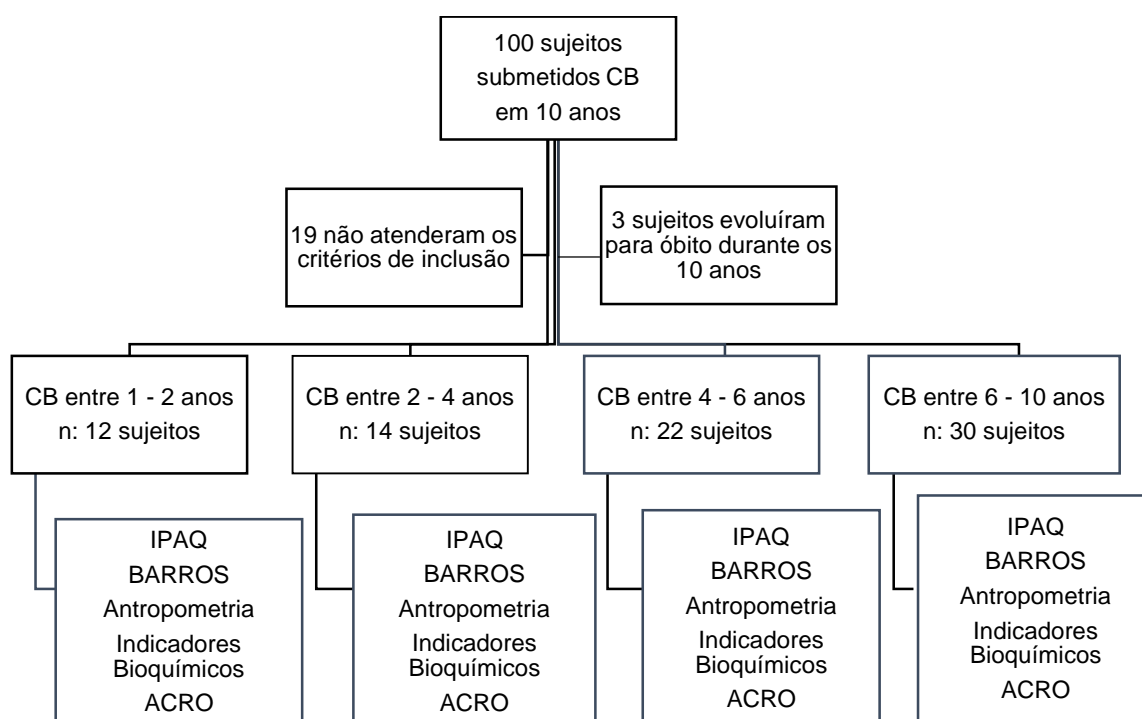 100 sujeitos
submetidos CB
em 10 anos
19 não atenderam os
critérios de inclusão
3 sujeitos evoluíram
para óbito durante os
10 anos
CB entre 1 - 2 anos
n: 12 sujeitos
CB entre 2 - 4 anos
n: 14 sujeitos
CB entre 4 - 6 anos
n: 22 sujeitos
CB entre 6 - 10 anos
n: 30 sujeitos
IPAQ
BARROS
Antropometria
Indicadores
Bioquímicos
ACRO
IPAQ
BARROS
Antropometria
Indicadores
Bioquímicos
ACRO
IPAQ
BARROS
Antropometria
Indicadores
Bioquímicos
ACRO
IPAQ
BARROS
Antropometria
Indicadores
Bioquímicos
ACRO